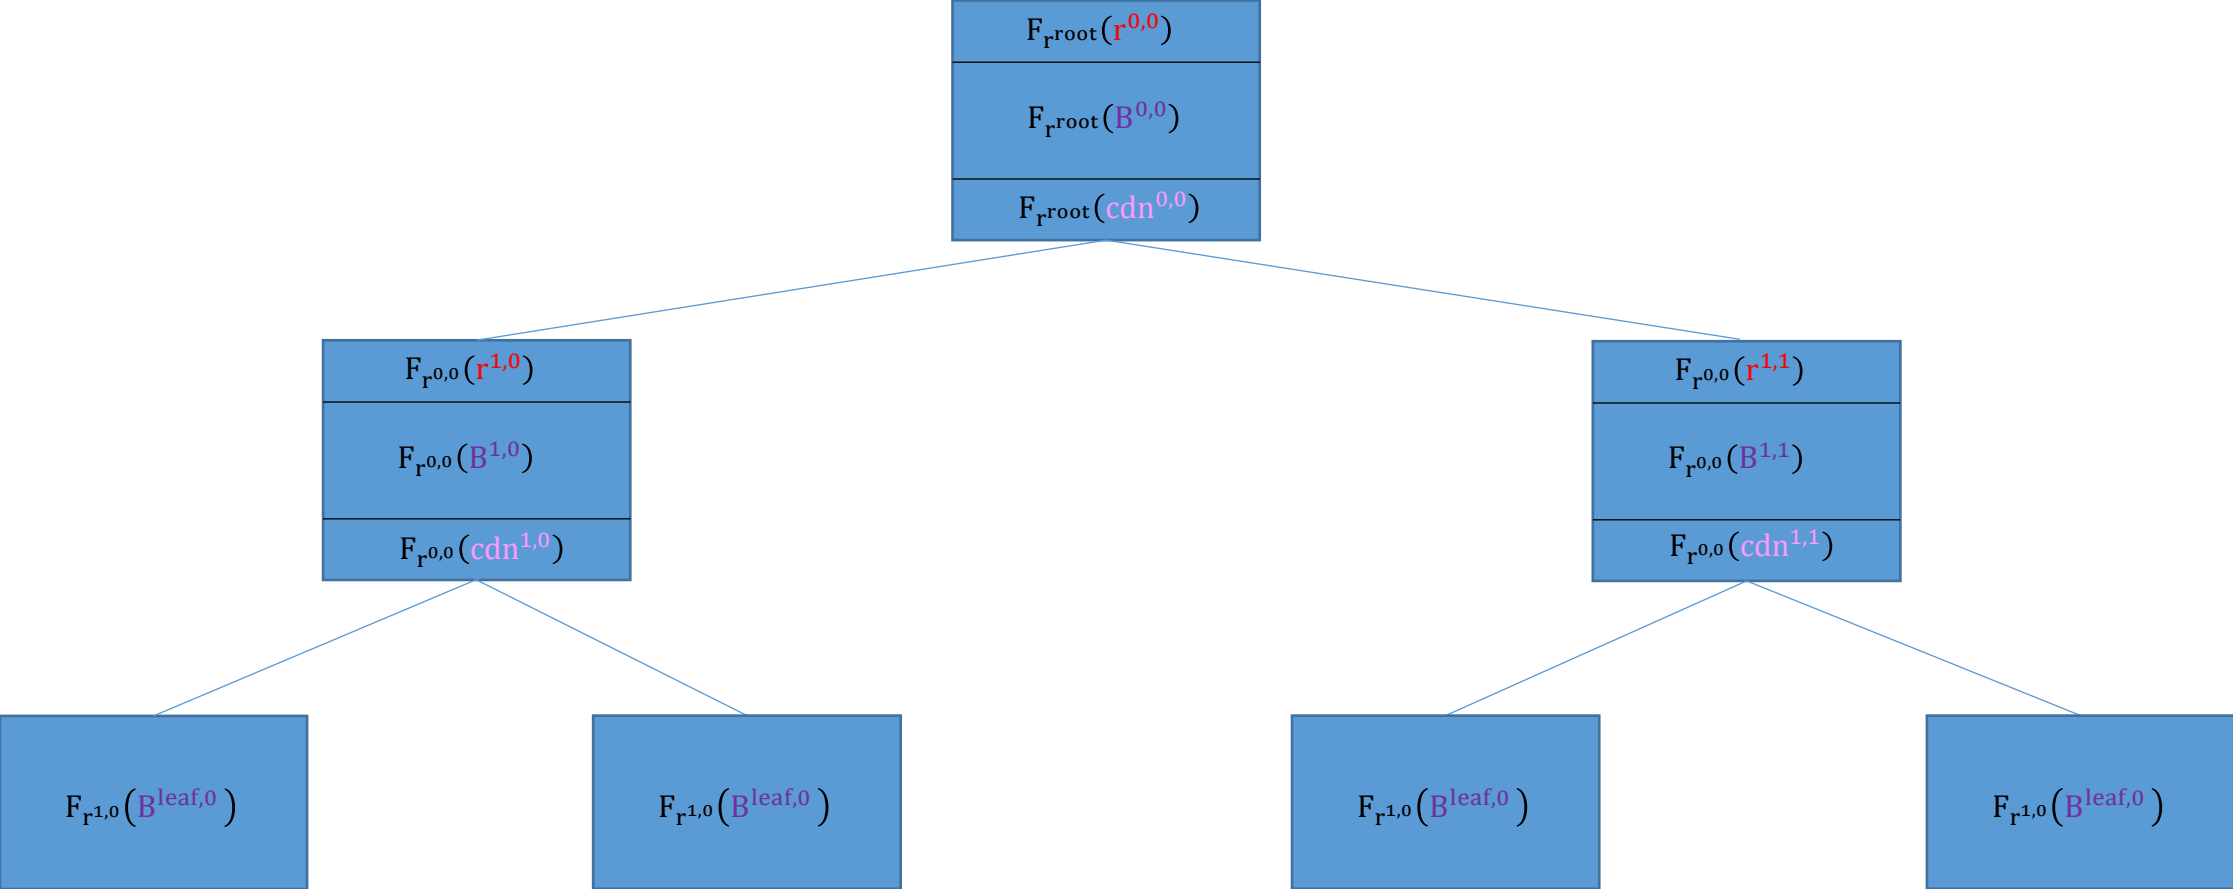 F_{r^{root}}(r^{0,0})
F_{r^{root}}(B^{0,0})
F_{r^{root}}(cdn^{0,0})
F_{r^{0,0}}(r^{1,0})
F_{r^{0,0}}(B^{1,0})
F_{r^{0,0}}(cdn^{1,0})
F_{r^{0,0}}(r^{1,1})
F_{r^{0,0}}(B^{1,1})
F_{r^{0,0}}(cdn^{1,1})
F_{r^{1,0}}(B^{leaf,0})
F_{r^{1,0}}(B^{leaf,0})
F_{r^{1,0}}(B^{leaf,0})
F_{r^{1,0}}(B^{leaf,0})